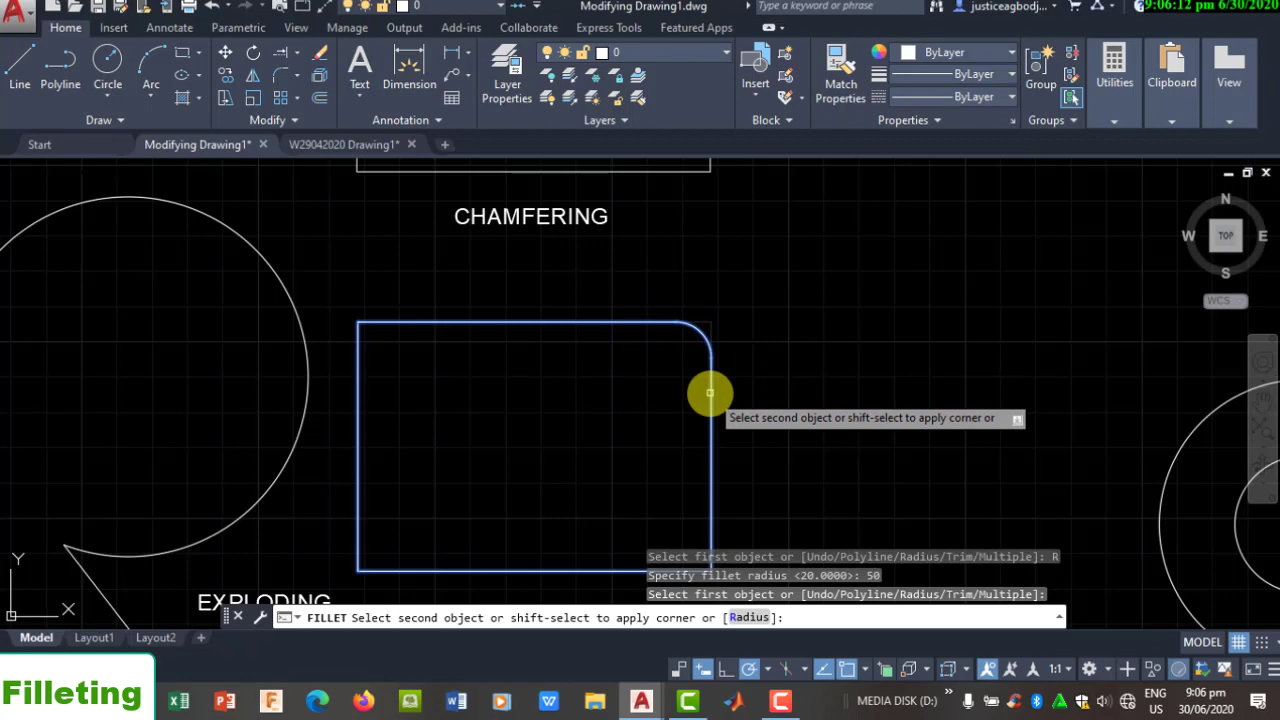 0
Modifying Drawing1.dwg
Type a keyword or phrase
justiceagbodj...
9:06:12 pm 6/30/2020
Home
Insert
Annotate
Parametric
View
Manage
Output
Add-ins
Collaborate
Express Tools
Featured Apps
Line
Polyline
Circle
Arc
Draw
Modify
Text
Dimension
Annotation
Layer
Properties
0
Layers
Insert
Block
Match
Properties
ByLayer
ByLayer
ByLayer
Properties
Group
Groups
Utilities
Clipboard
View
Start
Modifying Drawing1*
W29042020 Drawing1*
CHAMFERING
N
W
TOP
E
S
WCS
Select second object or shift-select to apply corner or
Y
X
EXPLODING
Select first object or [Undo/Polyline/Radius/Trim/Multiple]: R
Specify fillet radius <20.0000>: 50
Select first object or [Undo/Polyline/Radius/Trim/Multiple]:
FILLET Select second object or shift-select to apply corner or [Radius]:
Model
Layout1
Layout2
MODEL
1:1
Filleting
MEDIA DISK (D:)
ENG
US
9:06 pm
30/06/2020